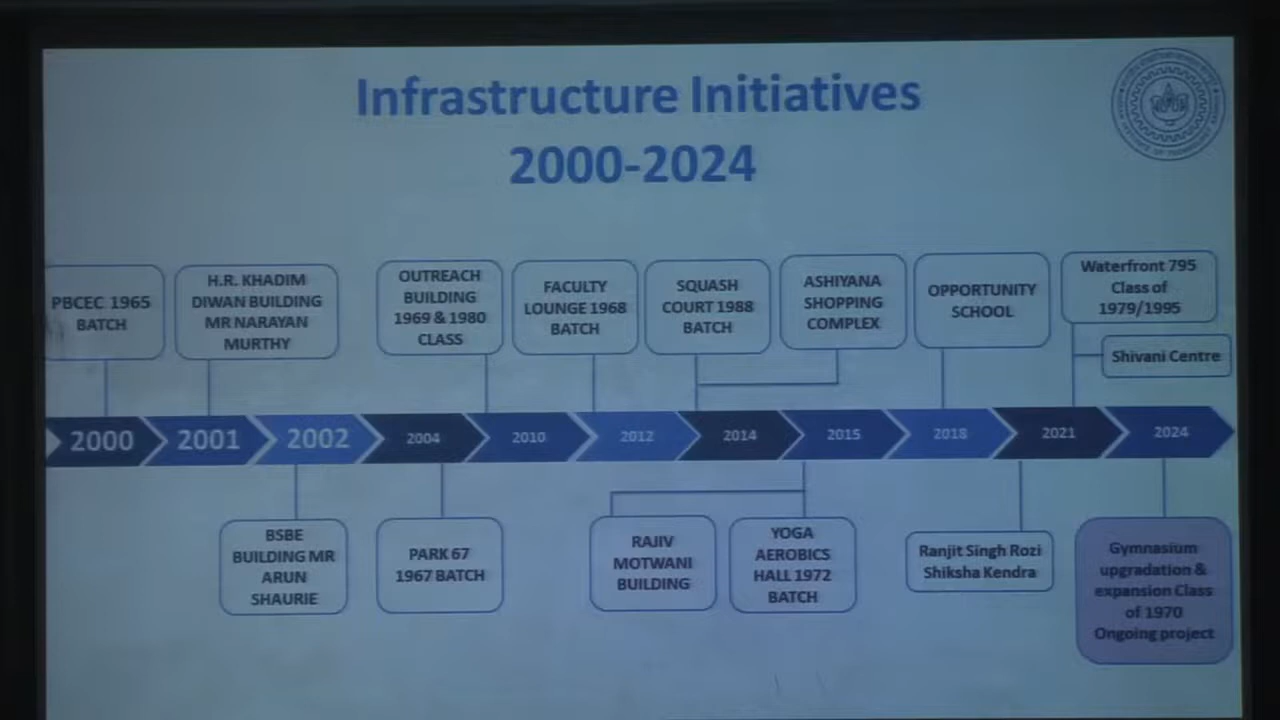 Infrastructure Initiatives
2000-2024
PBCEC 1965
BATCH
H.R. KHADIM
DIWAN BUILDING
MR NARAYAN
MURTHY
OUTREACH
BUILDING
1969 & 1980
CLASS
FACULTY
LOUNGE 1968
BATCH
SQUASH
COURT 1988
BATCH
ASHIYANA
SHOPPING
COMPLEX
OPPORTUNITY
SCHOOL
Waterfront 795
Class of
1979/1995
Shivani Centre
2000
2001
2002
2004
2010
2012
2014
2015
2018
2021
2024
BSBE
BUILDING MR
ARUN
SHAURIE
PARK 67
1967 BATCH
RAJIV
MOTWANI
BUILDING
YOGA
AEROBICS
HALL 1972
BATCH
Ranjit Singh Rozi
Shiksha Kendra
Gymnasium
upgradation &
expansion Class
of 1970
Ongoing project